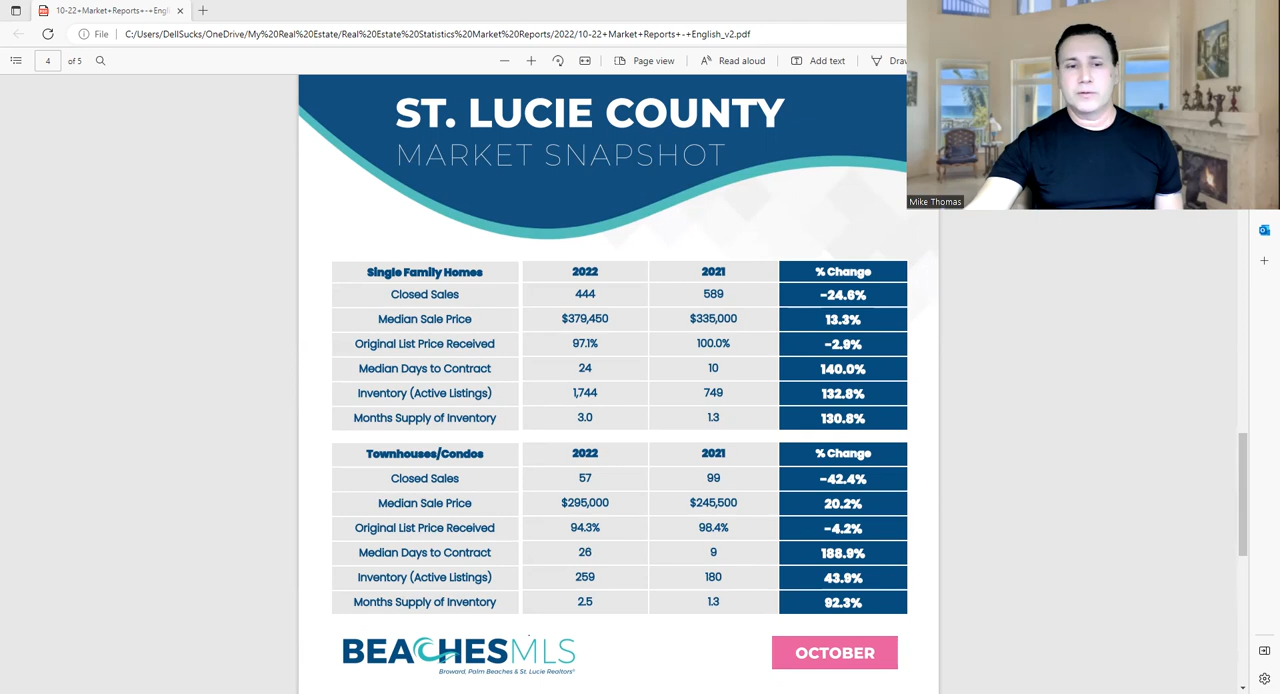 10-22+Market+Reports+-+Engli
File
C:/Users/DellSucks/OneDrive/My%20Real%20Estate/Real%20Estate%20Statistics%20Market%20Reports/2022/10-22+Market+Reports+-+English_v2.pdf
4 of 5
Page view
Read aloud
Add text
Draw
ST. LUCIE COUNTY
MARKET SNAPSHOT
Mike Thomas
Single Family Homes 2022 2021 % Change
Closed Sales 444 589 -24.6%
Median Sale Price $379,450 $335,000 13.3%
Original List Price Received 97.1% 100.0% -2.9%
Median Days to Contract 24 10 140.0%
Inventory (Active Listings) 1,744 749 132.8%
Months Supply of Inventory 3.0 1.3 130.8%
Townhouses/Condos 2022 2021 % Change
Closed Sales 57 99 -42.4%
Median Sale Price $295,000 $245,500 20.2%
Original List Price Received 94.3% 98.4% -4.2%
Median Days to Contract 26 9 188.9%
Inventory (Active Listings) 259 180 43.9%
Months Supply of Inventory 2.5 1.3 92.3%
BEACHESMLS
Broward, Palm Beaches & St. Lucie Realtors®
OCTOBER